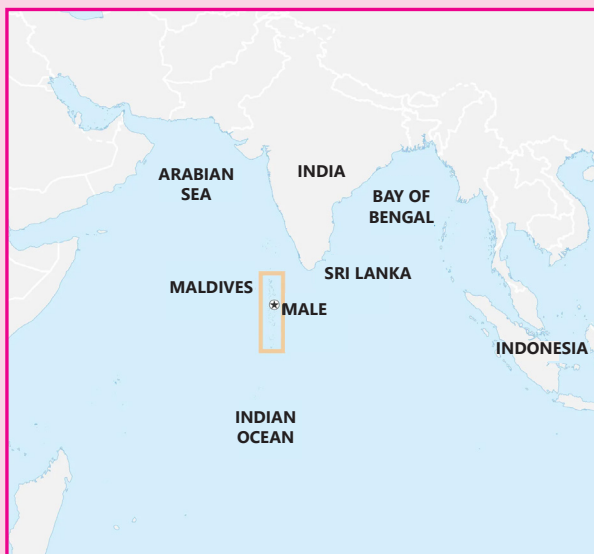 ARABIAN
SEA
INDIA
BAY OF
BENGAL
SRI LANKA
MALDIVES
MALE
INDONESIA
INDIAN
OCEAN